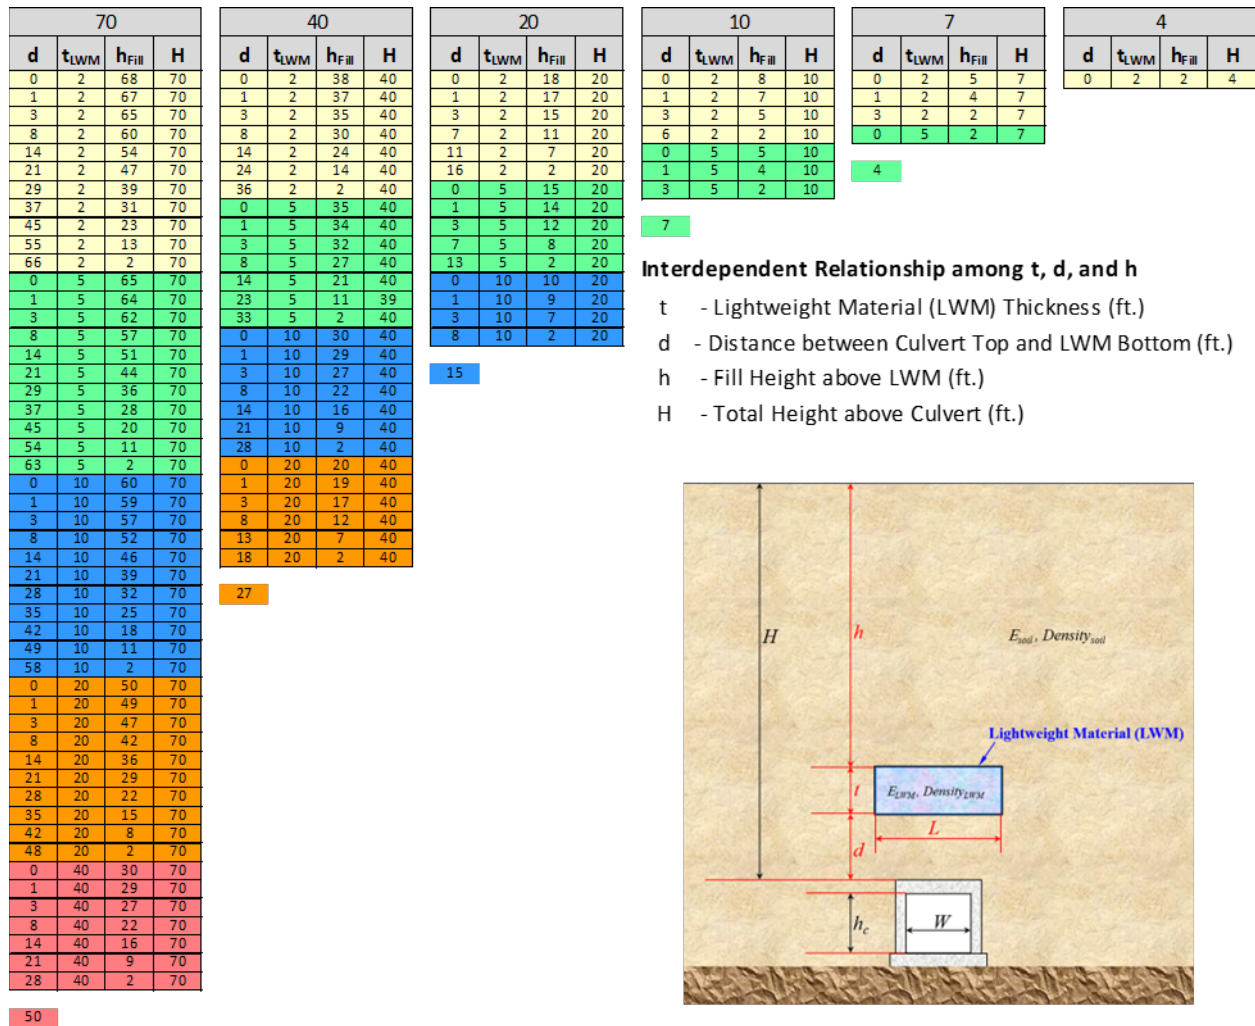 70
d tLWM hFill H
0 2 68 70
1 2 67 70
3 2 65 70
8 2 60 70
14 2 54 70
21 2 47 70
29 2 39 70
37 2 31 70
45 2 23 70
55 2 13 70
66 2 2 70
0 5 65 70
1 5 64 70
3 5 62 70
8 5 57 70
14 5 51 70
21 5 44 70
29 5 36 70
37 5 28 70
45 5 20 70
54 5 11 70
63 5 2 70
0 10 60 70
1 10 59 70
3 10 57 70
8 10 52 70
14 10 46 70
21 10 39 70
28 10 32 70
35 10 25 70
42 10 18 70
49 10 11 70
58 10 2 70
0 20 50 70
1 20 49 70
3 20 47 70
8 20 42 70
14 20 36 70
21 20 29 70
28 20 22 70
35 20 15 70
42 20 8 70
48 20 2 70
0 40 30 70
1 40 29 70
3 40 27 70
8 40 22 70
14 40 16 70
21 40 9 70
28 40 2 70
50
40
d tLWM hFill H
0 2 38 40
1 2 37 40
3 2 35 40
8 2 30 40
14 2 24 40
24 2 14 40
36 2 2 40
0 5 35 40
1 5 34 40
3 5 32 40
8 5 27 40
14 5 21 40
23 5 11 39
33 5 2 40
0 10 30 40
1 10 29 40
3 10 27 40
8 10 22 40
14 10 16 40
21 10 9 40
28 10 2 40
0 20 20 40
1 20 19 40
3 20 17 40
8 20 12 40
13 20 7 40
18 20 2 40
27
20
d tLWM hFill H
0 2 18 20
1 2 17 20
3 2 15 20
7 2 11 20
11 2 7 20
16 2 2 20
0 5 15 20
1 5 14 20
3 5 12 20
7 5 8 20
13 5 2 20
0 10 10 20
1 10 9 20
3 10 7 20
8 10 2 20
15
10
d tLWM hFill H
0 2 8 10
1 2 7 10
3 2 5 10
6 2 2 10
0 5 5 10
1 5 4 10
3 5 2 10
7
7
d tLWM hFill H
0 2 5 7
1 2 4 7
3 2 2 7
0 5 2 7
4
4
d tLWM hFill H
0 2 2 4
Interdependent Relationship among t, d, and h
t - Lightweight Material (LWM) Thickness (ft.)
d - Distance between Culvert Top and LWM Bottom (ft.)
h - Fill Height above LWM (ft.)
H - Total Height above Culvert (ft.)
H h Esoil, Densitysoil
Lightweight Material (LWM)
t ELWM, DensityLWM
L
d
hc W